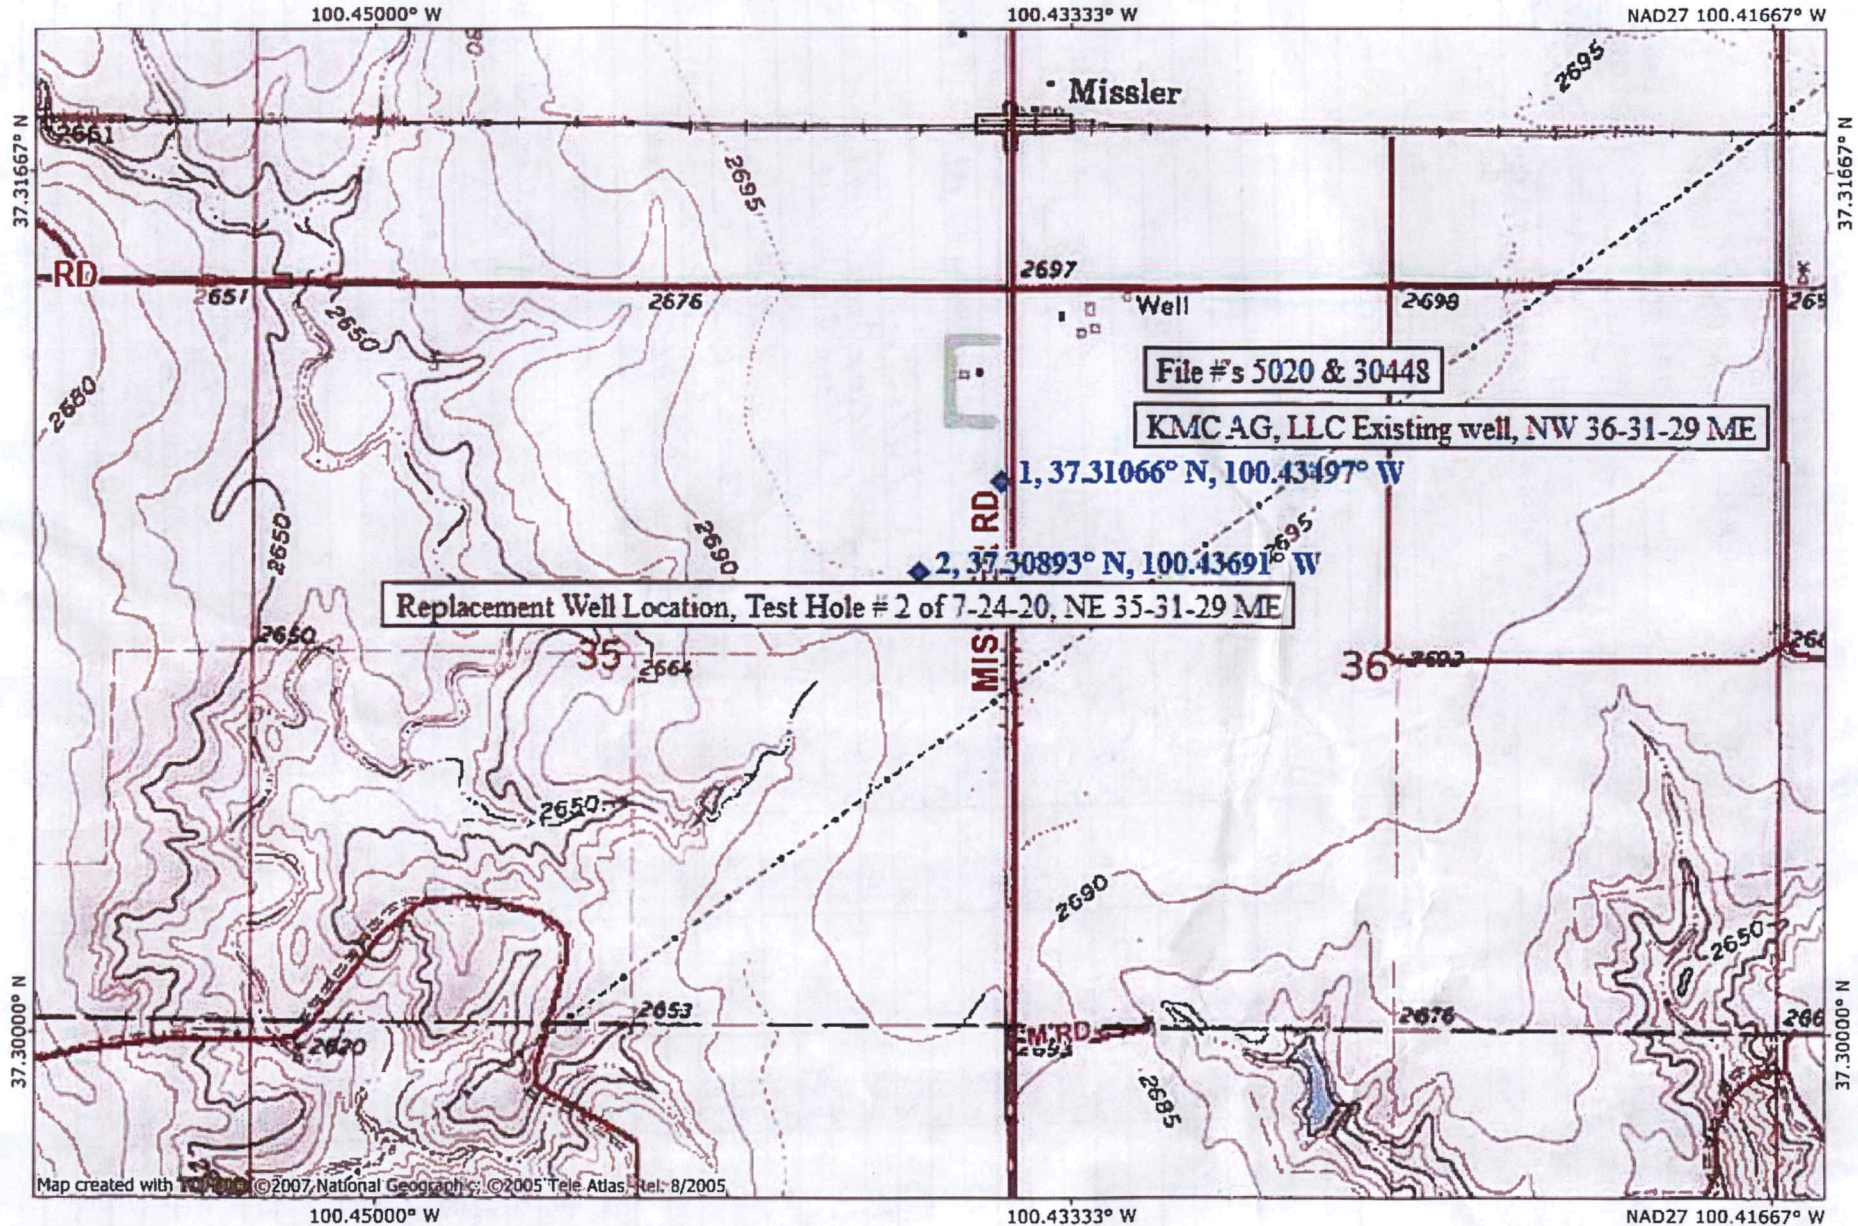 100.45000° W
100.43333° W
NAD27 100.41667° W
2695
Missler
2661
37.31667° N
37.31667° N
2695
RD
2651
2676
2697
Well
2698
265
2650
2680
File #'s 5020 & 30448
KMC AG, LLC Existing well, NW 36-31-29 ME
1, 37.31066° N, 100.43497° W
RD
2650
2690
2695
2, 37.30893° N, 100.43691° W
Replacement Well Location, Test Hole # 2 of 7-24-20, NE 35-31-29 ME
2650
35
2664
MIS
36
2650
2690
2650
2653
2676
266
M RD
2620
37.30000° N
37.30000° N
2685
Map created with ©2007 National Geographic; ©2005 Tele Atlas, Rel. 8/2005
100.45000° W
100.43333° W
NAD27 100.41667° W